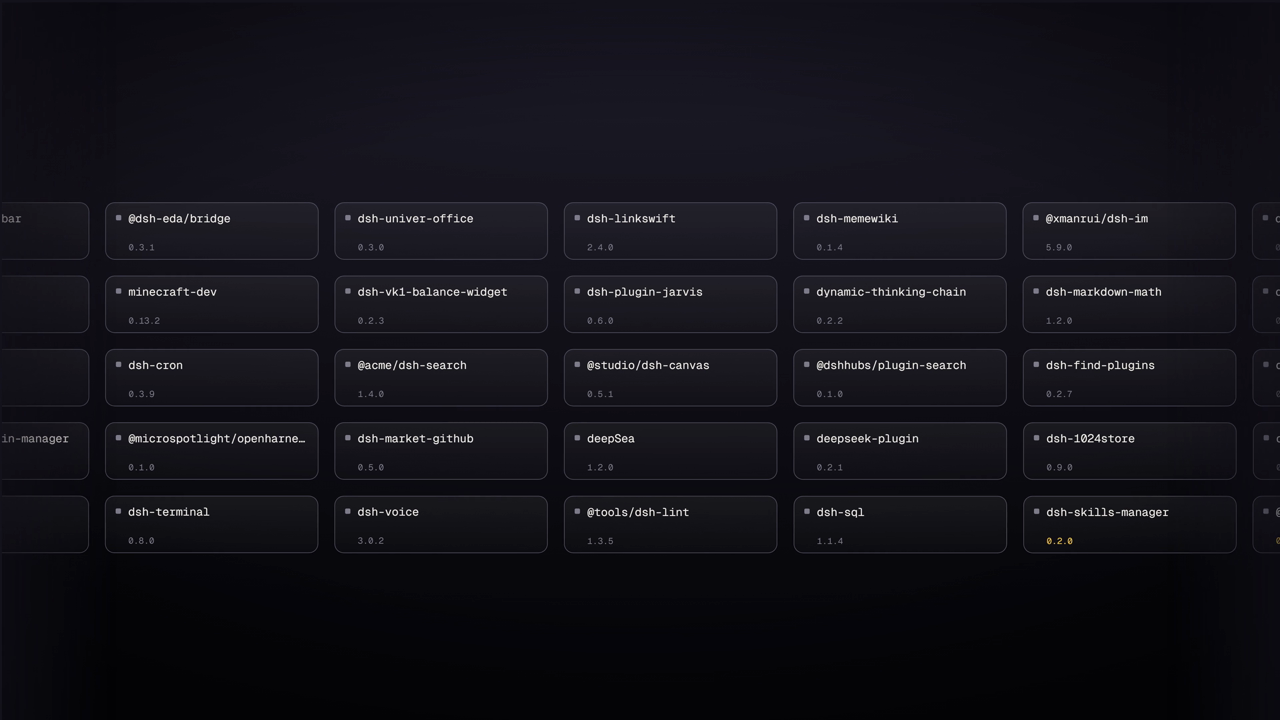 bar
@dsh-eda/bridge
0.3.1
dsh-univer-office
0.3.0
dsh-linkswift
2.4.0
dsh-memewiki
0.1.4
@xmanrui/dsh-im
5.9.0
minecraft-dev
0.13.2
dsh-vk1-balance-widget
0.2.3
dsh-plugin-jarvis
0.6.0
dynamic-thinking-chain
0.2.2
dsh-markdown-math
1.2.0
dsh-cron
0.3.9
@acme/dsh-search
1.4.0
@studio/dsh-canvas
0.5.1
@dshhubs/plugin-search
0.1.0
dsh-find-plugins
0.2.7
in-manager
@microspotlight/openharne…
0.1.0
dsh-market-github
0.5.0
deepSea
1.2.0
deepseek-plugin
0.2.1
dsh-1024store
0.9.0
dsh-terminal
0.8.0
dsh-voice
3.0.2
@tools/dsh-lint
1.3.5
dsh-sql
1.1.4
dsh-skills-manager
0.2.0